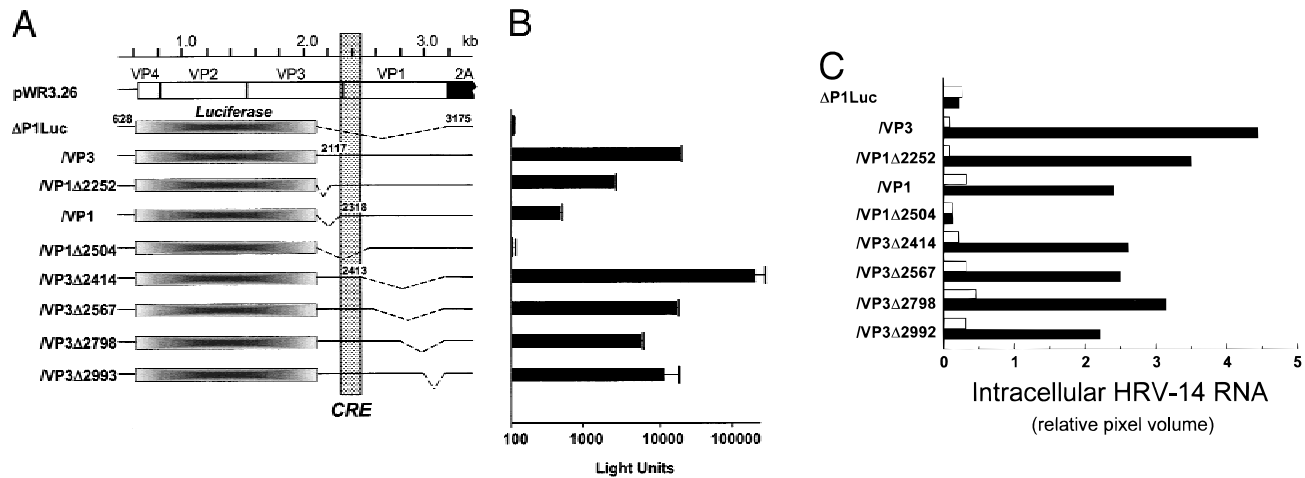 A
1.0 2.0 3.0 kb
VP4 VP2 VP3 VP1 2A
pWR3.26
Luciferase
ΔP1Luc 628 3175
/VP3 2117
/VP1Δ2252
/VP1 2318
/VP1Δ2504
/VP3Δ2414 2413
/VP3Δ2567
/VP3Δ2798
/VP3Δ2993
CRE
B
100 1000 10000 100000
Light Units
C
ΔP1Luc
/VP3
/VP1Δ2252
/VP1
/VP1Δ2504
/VP3Δ2414
/VP3Δ2567
/VP3Δ2798
/VP3Δ2992
0 1 2 3 4 5
Intracellular HRV-14 RNA
(relative pixel volume)